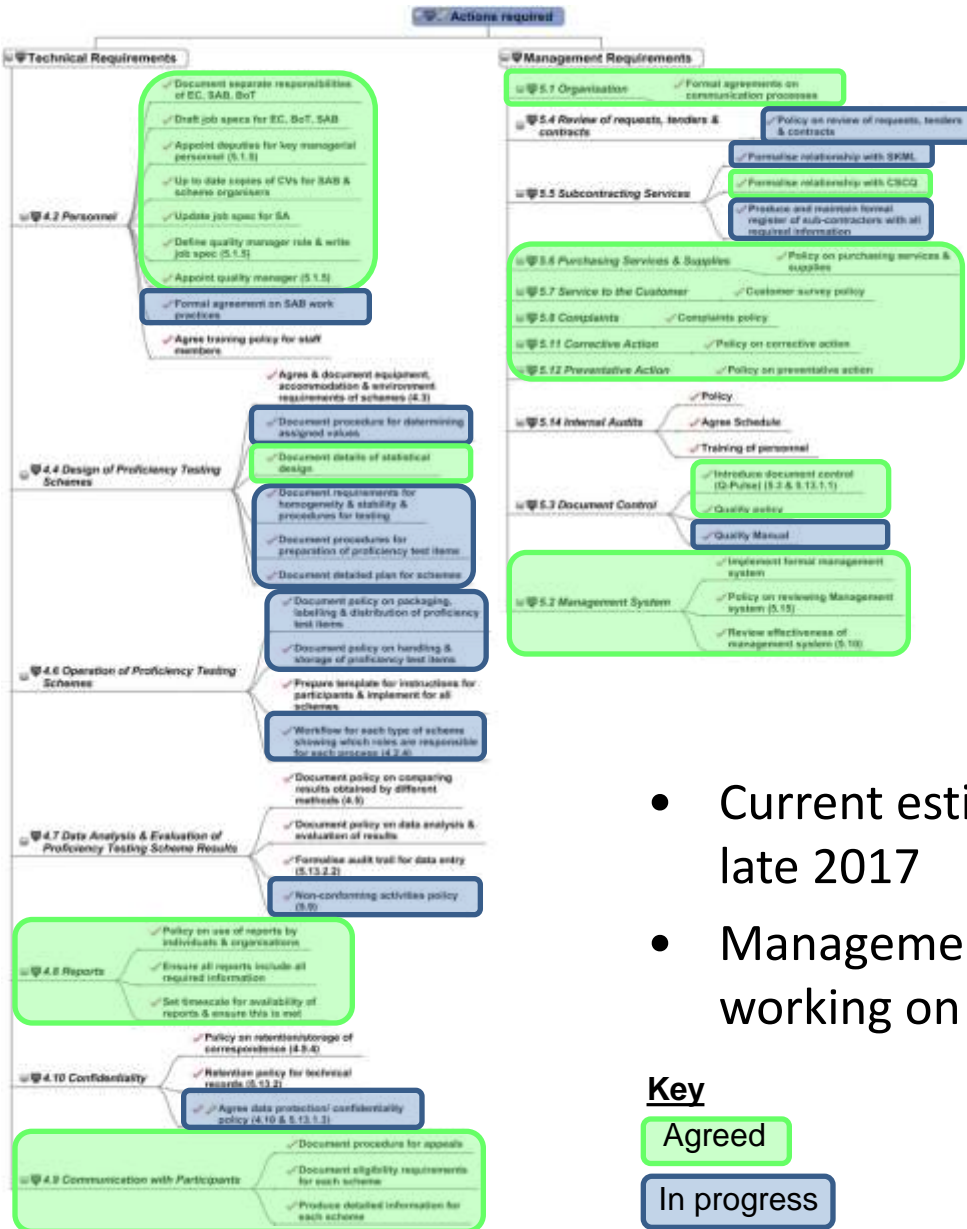 Actions required
Technical Requirements
4.2 Personnel
Document separate responsibilities
of EC, SAB, BoT
Draft job specs for EC, BoT, SAB
Appoint deputies for key managerial
personnel (5.1.5)
Up to date copies of CVs for SAB &
scheme organisers
Update job spec for SA
Define quality manager role & write
job spec (5.1.5)
Appoint quality manager (5.1.5)
Formal agreement on SAB work
practices
Agree training policy for staff
members
4.4 Design of Proficiency Testing
Schemes
Agree & document equipment,
accommodation & environment
requirements of schemes (4.3)
Document procedure for determining
assigned values
Document details of statistical
design
Document requirements for
homogeneity & stability &
procedures for testing
Document procedures for
preparation of proficiency test items
Document detailed plan for schemes
4.6 Operation of Proficiency Testing
Schemes
Document policy on packaging,
labelling & distribution of proficiency
test items
Document policy on handling &
storage of proficiency test items
Prepare template for instructions for
participants & implement for all
schemes
Workflow for each type of scheme
showing which roles are responsible
for each process (4.2.4)
4.7 Data Analysis & Evaluation of
Proficiency Testing Scheme Results
Document policy on comparing
results obtained by different
methods (4.5)
Document policy on data analysis &
evaluation of results
Formalise audit trail for data entry
(5.13.2.2)
Non-conforming activities policy
(5.9)
4.8 Reports
Policy on use of reports by
individuals & organisations
Ensure all reports include all
required information
Set timescale for availability of
reports & ensure this is met
4.10 Confidentiality
Policy on retention/storage of
correspondence (4.9.4)
Retention policy for technical
records (5.13.2)
Agree data protection/ confidentiality
policy (4.10 & 5.13.1.3)
4.9 Communication with Participants
Document procedure for appeals
Document eligibility requirements
for each scheme
Produce detailed information for
each scheme
Management Requirements
5.1 Organisation
Formal agreements on
communication processes
5.4 Review of requests, tenders &
contracts
Policy on review of requests, tenders
& contracts
5.5 Subcontracting Services
Formalise relationship with SKML
Formalise relationship with CSCQ
Produce and maintain formal
register of sub-contractors with all
required information
5.6 Purchasing Services & Supplies
Policy on purchasing services &
supplies
5.7 Service to the Customer
Customer survey policy
5.8 Complaints
Complaints policy
5.11 Corrective Action
Policy on corrective action
5.12 Preventative Action
Policy on preventative action
5.14 Internal Audits
Policy
Agree Schedule
Training of personnel
5.3 Document Control
Introduce document control
(Q-Pulse) (5.3 & 5.13.1.1)
Quality policy
Quality Manual
5.2 Management System
Implement formal management
system
Policy on reviewing Management
system (5.15)
Review effectiveness of
management system (5.10)
• Current esti
late 2017
• Manageme
working on
Key
Agreed
In progress